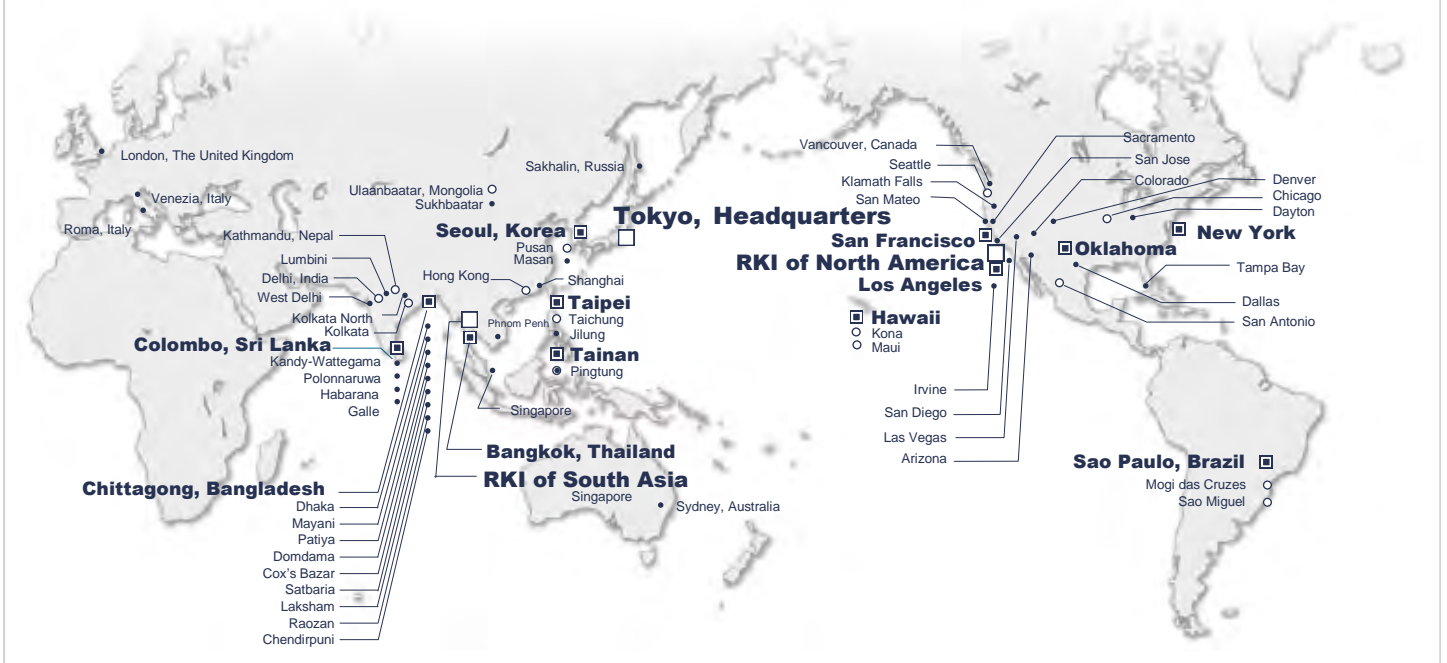 London, The United Kingdom
Venezia, Italy
Roma, Italy
Ulaanbaatar, Mongolia
Sukhbaatar
Sakhalin, Russia
Tokyo, Headquarters
Seoul, Korea
Pusan
Masan
Kathmandu, Nepal
Lumbini
Delhi, India
West Delhi
Kolkata North
Kolkata
Hong Kong
Shanghai
Taipei
Taichung
Jilung
Tainan
Pingtung
Phnom Penh
Singapore
Colombo, Sri Lanka
Kandy-Wattegama
Polonnaruwa
Habarana
Galle
Bangkok, Thailand
RKI of South Asia
Singapore
Sydney, Australia
Chittagong, Bangladesh
Dhaka
Mayani
Patiya
Domdama
Cox's Bazar
Satbaria
Laksham
Raozan
Chendirpuni
Vancouver, Canada
Seattle
Klamath Falls
San Mateo
San Francisco
RKI of North America
Los Angeles
Hawaii
Kona
Maui
Irvine
San Diego
Las Vegas
Arizona
Sacramento
San Jose
Colorado
Denver
Chicago
Dayton
New York
Oklahoma
Tampa Bay
Dallas
San Antonio
Sao Paulo, Brazil
Mogi das Cruzes
Sao Miguel